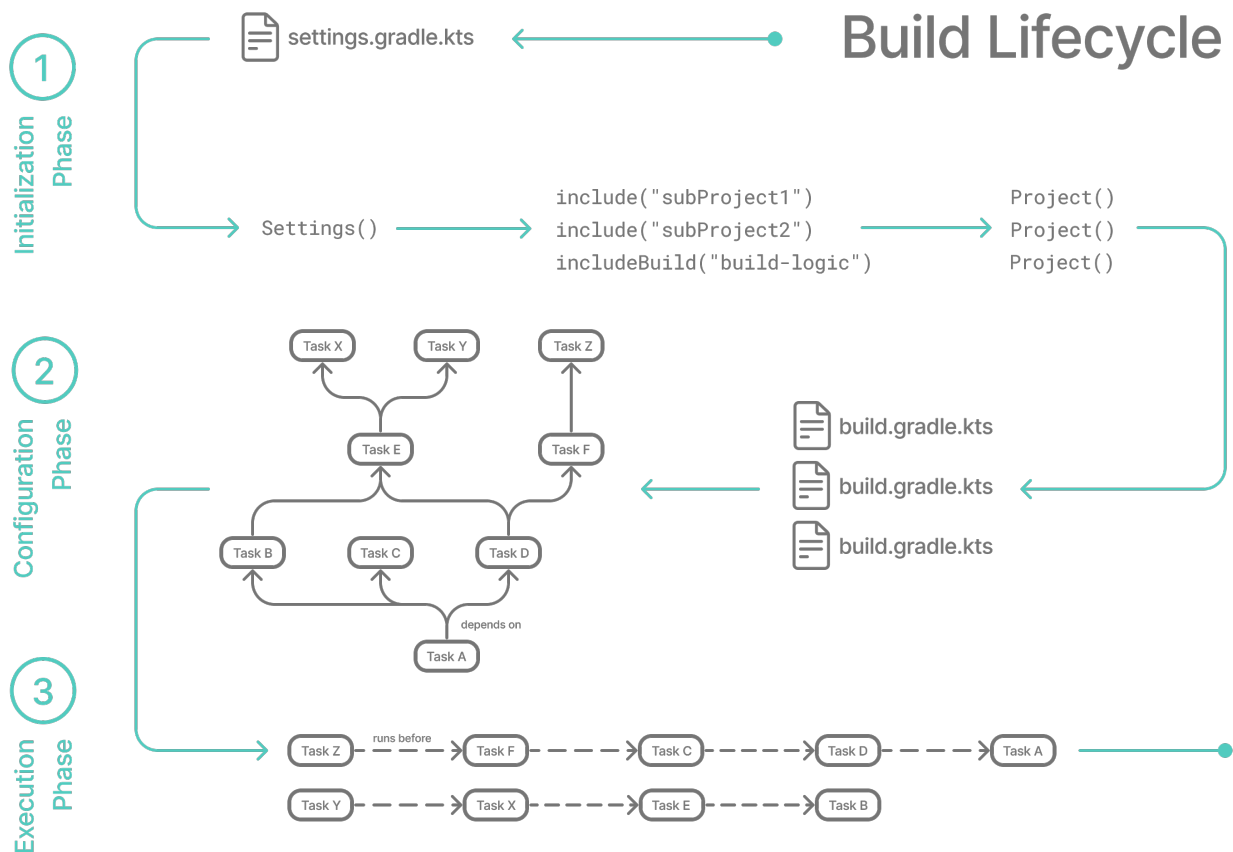 Build Lifecycle
1
Initialization
Phase
settings.gradle.kts
Settings()
include("subProject1")
include("subProject2")
includeBuild("build-logic")
Project()
Project()
Project()
2
Configuration
Phase
build.gradle.kts
build.gradle.kts
build.gradle.kts
Task X
Task Y
Task Z
Task E
Task F
Task B
Task C
Task D
depends on
Task A
3
Execution
Phase
Task Z
runs before
Task F
Task C
Task D
Task A
Task Y
Task X
Task E
Task B